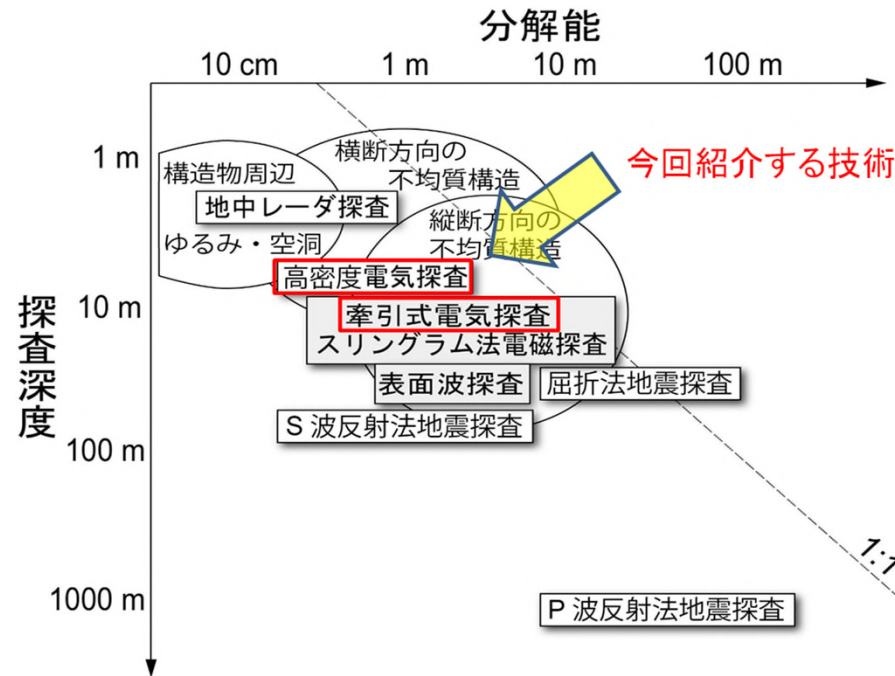 分解能
10 cm
1 m
10 m
100 m
探査深度
1 m
10 m
100 m
1000 m
構造物周辺
ゆるみ・空洞
横断方向の
不均質構造
縦断方向の
不均質構造
今回紹介する技術
地中レーダ探査
高密度電気探査
牽引式電気探査
スリングラム法電磁探査
表面波探査
屈折法地震探査
S 波反射法地震探査
P 波反射法地震探査
1:1